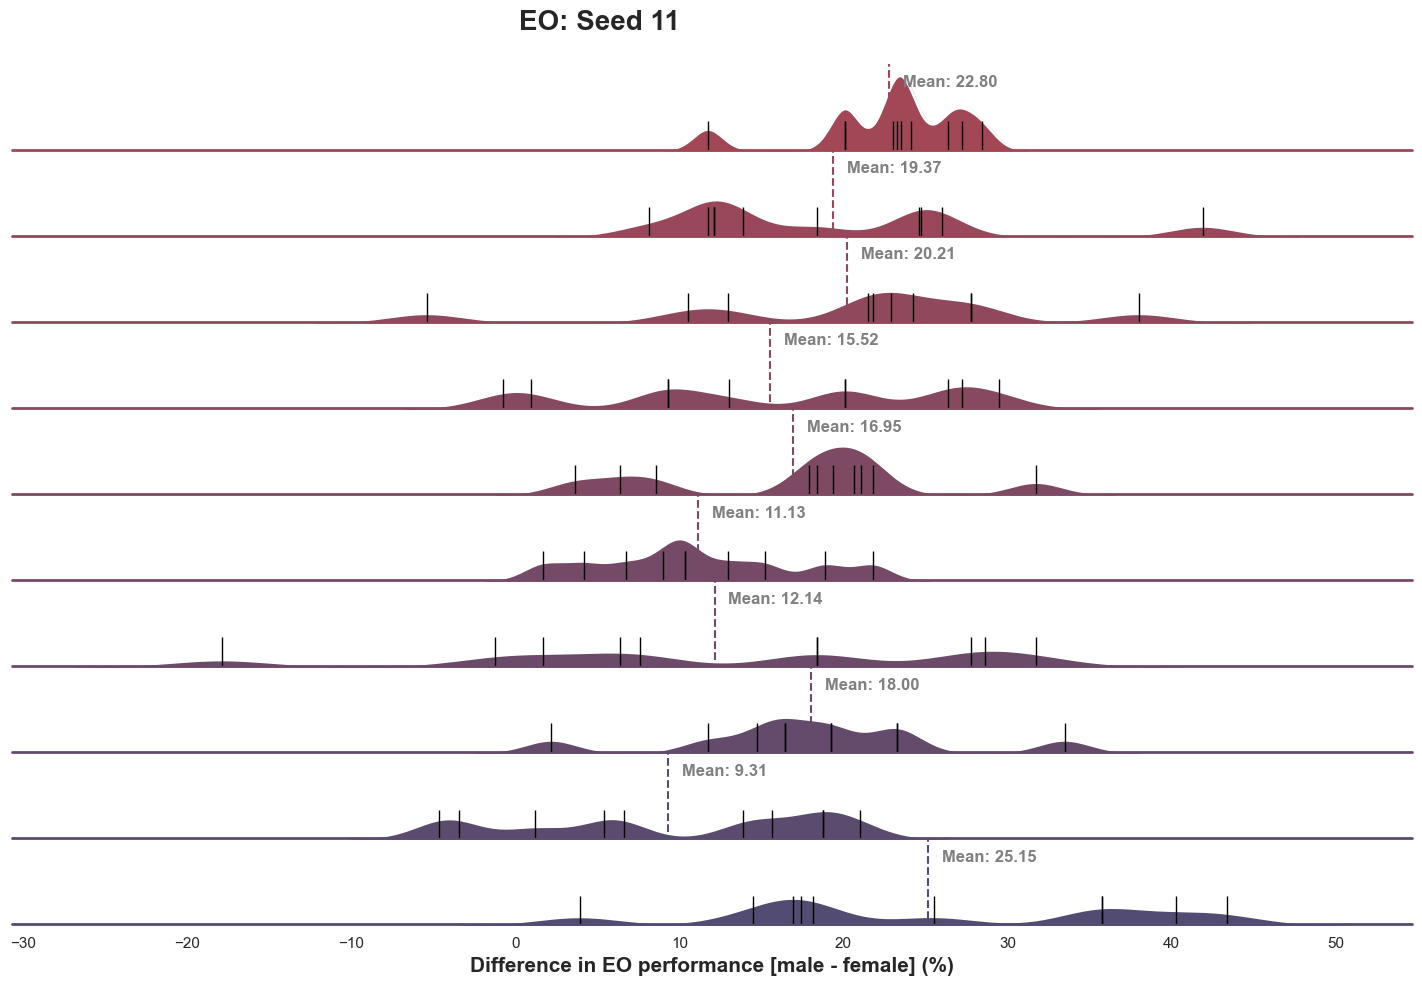 EO: Seed 11
Mean: 22.80
Mean: 19.37
Mean: 20.21
Mean: 15.52
Mean: 16.95
Mean: 11.13
Mean: 12.14
Mean: 18.00
Mean: 9.31
Mean: 25.15
−30 −20 −10 0 10 20 30 40 50
Difference in EO performance [male - female] (%)